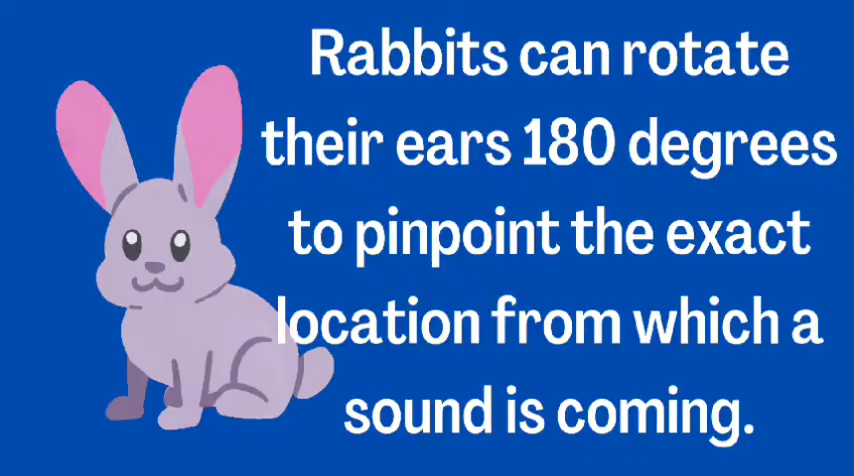 Rabbits can rotate
their ears 180 degrees
to pinpoint the exact
location from which a
sound is coming.